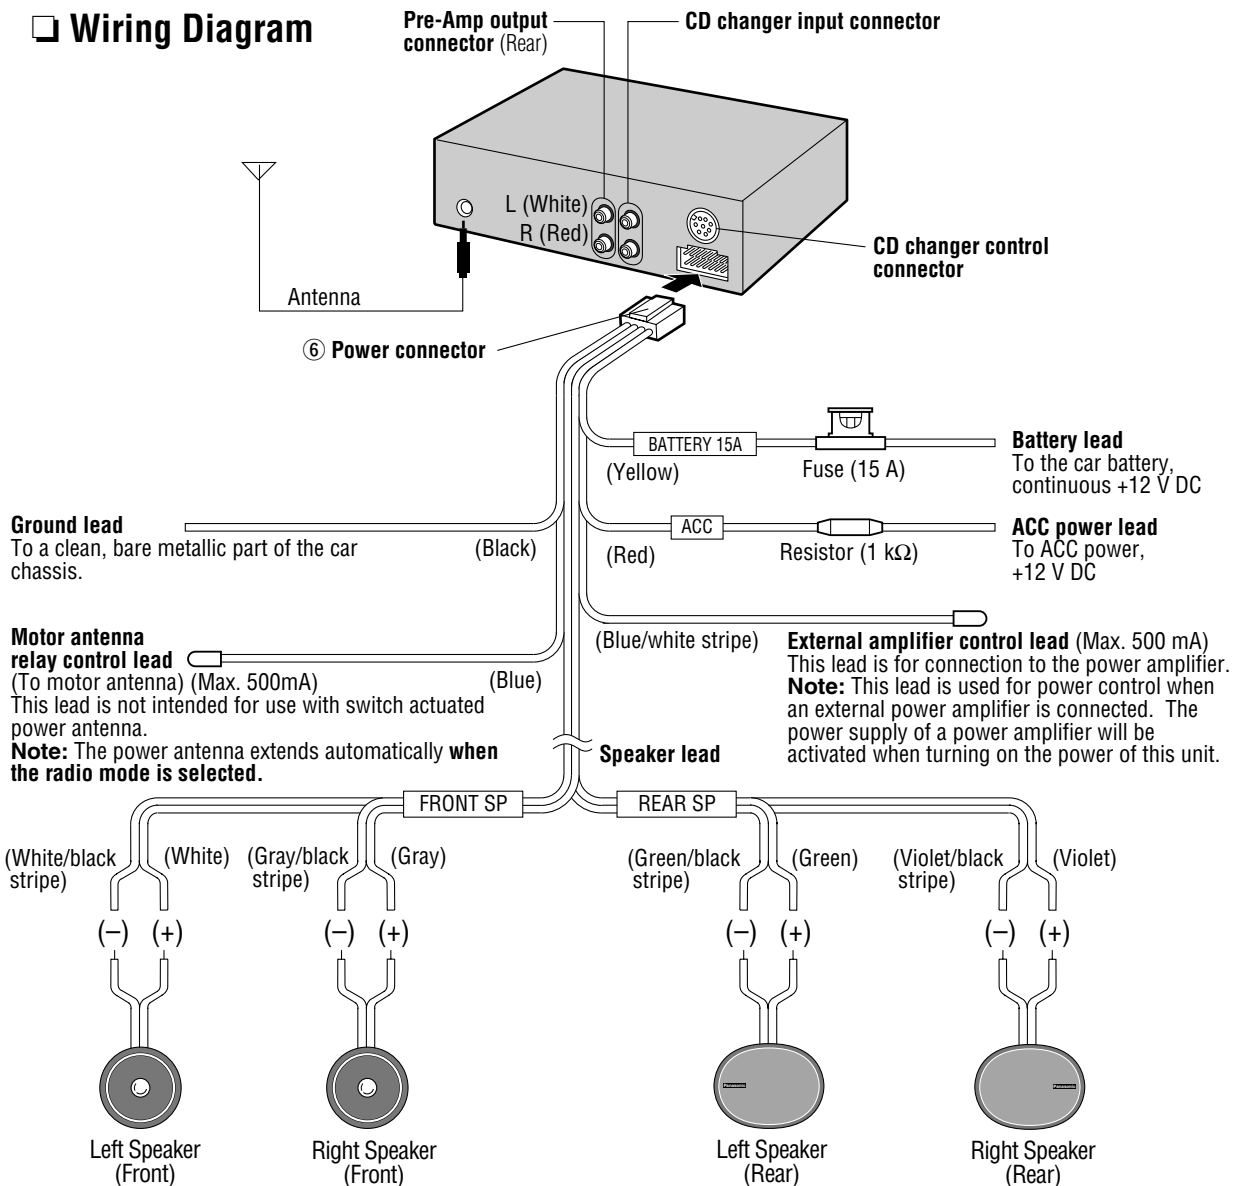 ❏ Wiring Diagram
Pre-Amp output
connector (Rear)
CD changer input connector
L (White)
R (Red)
CD changer control
connector
Antenna
⑥ Power connector
BATTERY 15A
(Yellow)
Fuse (15 A)
Battery lead
To the car battery,
continuous +12 V DC
Ground lead
To a clean, bare metallic part of the car
chassis.
(Black)
ACC
(Red)
Resistor (1 kΩ)
ACC power lead
To ACC power,
+12 V DC
Motor antenna
relay control lead
(To motor antenna) (Max. 500mA)
This lead is not intended for use with switch actuated
power antenna.
Note: The power antenna extends automatically when
the radio mode is selected.
(Blue)
(Blue/white stripe)
External amplifier control lead (Max. 500 mA)
This lead is for connection to the power amplifier.
Note: This lead is used for power control when
an external power amplifier is connected. The
power supply of a power amplifier will be
activated when turning on the power of this unit.
Speaker lead
FRONT SP
REAR SP
(White/black
stripe)
(White)
(Gray/black
stripe)
(Gray)
(Green/black
stripe)
(Green)
(Violet/black
stripe)
(Violet)
(–) (+)
(–) (+)
(–) (+)
(–) (+)
Panasonic
Panasonic
Left Speaker
(Front)
Right Speaker
(Front)
Left Speaker
(Rear)
Right Speaker
(Rear)